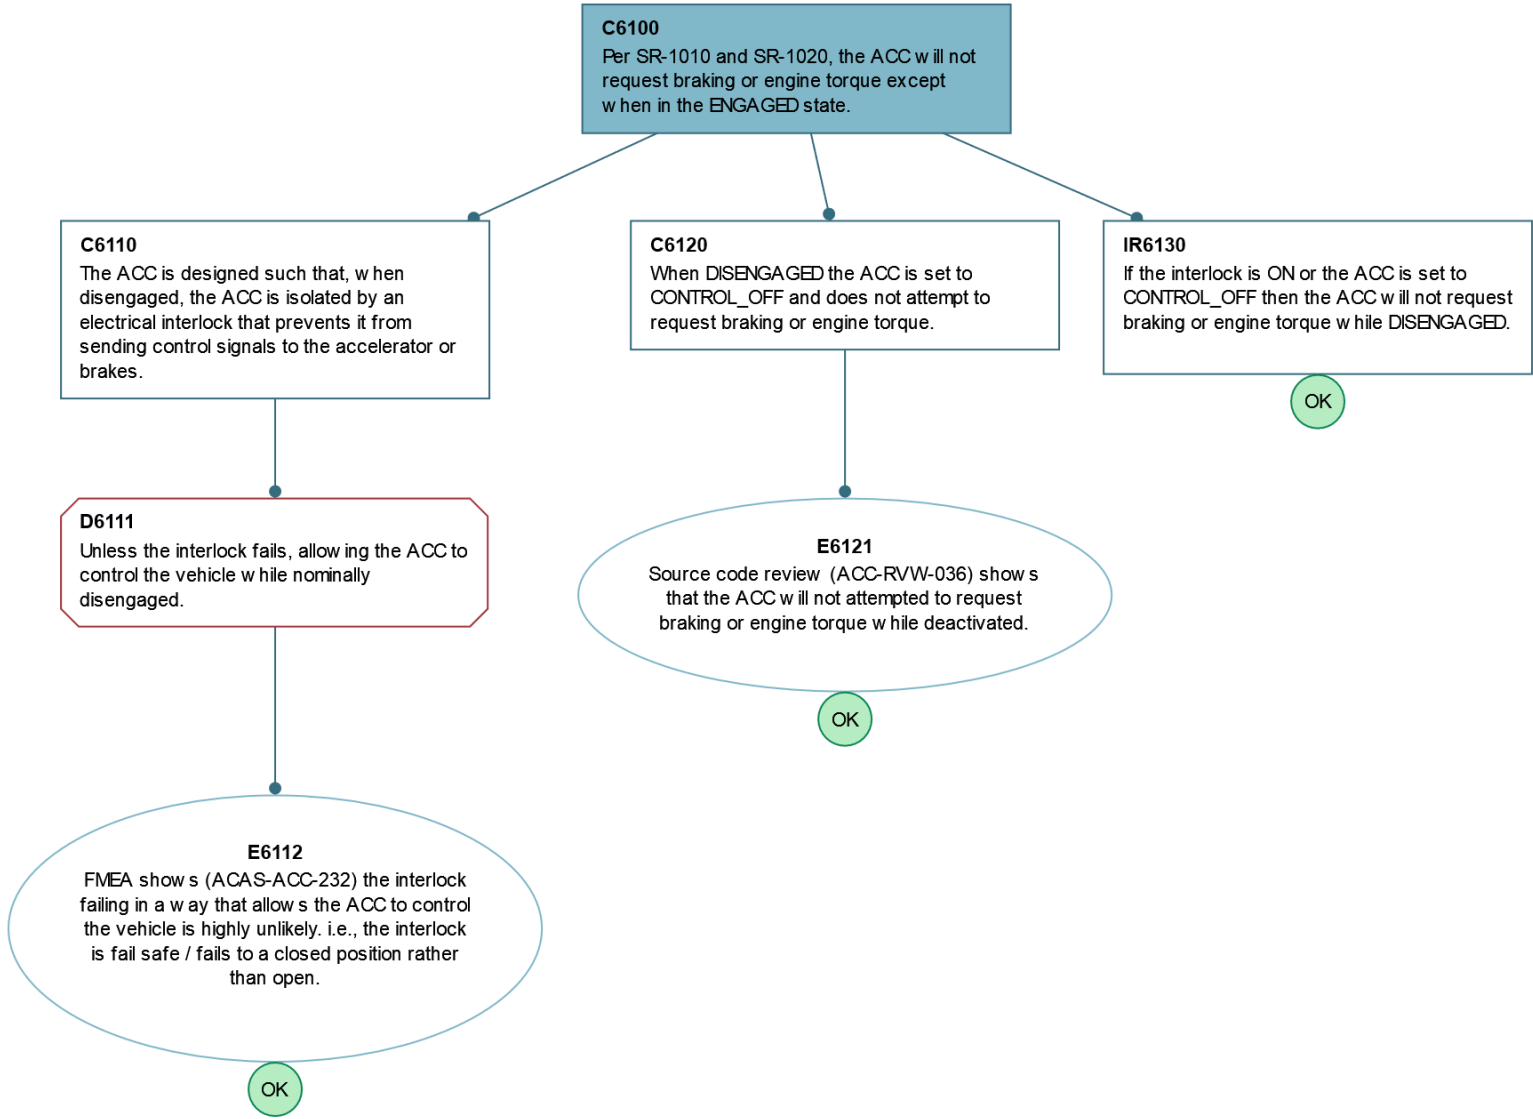 C6100
Per SR-1010 and SR-1020, the ACC will not
request braking or engine torque except
when in the ENGAGED state.
C6110
The ACC is designed such that, when
disengaged, the ACC is isolated by an
electrical interlock that prevents it from
sending control signals to the accelerator or
brakes.
C6120
When DISENGAGED the ACC is set to
CONTROL_OFF and does not attempt to
request braking or engine torque.
IR6130
If the interlock is ON or the ACC is set to
CONTROL_OFF then the ACC will not request
braking or engine torque while DISENGAGED.
OK
D6111
Unless the interlock fails, allowing the ACC to
control the vehicle while nominally
disengaged.
E6121
Source code review (ACC-RVW-036) shows
that the ACC will not attempted to request
braking or engine torque while deactivated.
OK
E6112
FMEA shows (ACAS-ACC-232) the interlock
failing in a way that allows the ACC to control
the vehicle is highly unlikely. i.e., the interlock
is fail safe / fails to a closed position rather
than open.
OK